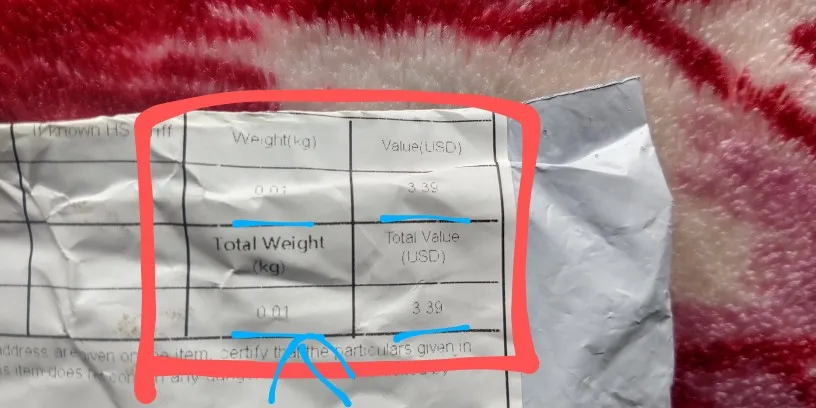 If known HS tariff
Weight(kg)
Value(USD)
0.01
3.39
Total Weight
(kg)
Total Value
(USD)
0.01
3.39
address are given on the item, certify that the particulars given in
item does not contain any
by